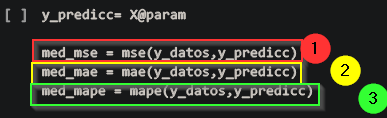 [ ] y_predicc= X@param
med_mse = mse(y_datos,y_predicc) 1
med_mae = mae(y_datos,y_predicc) 2
med_mape = mape(y_datos,y_predicc) 3